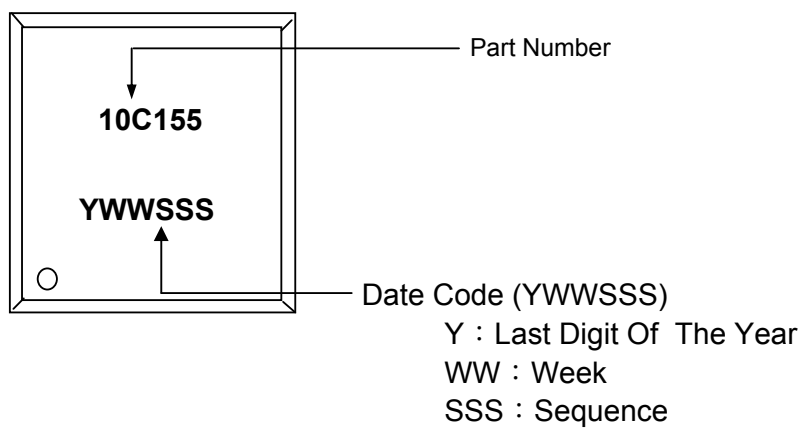 Part Number
10C155
YWWSSS
Date Code (YWWSSS)
Y：Last Digit Of The Year
WW：Week
SSS：Sequence